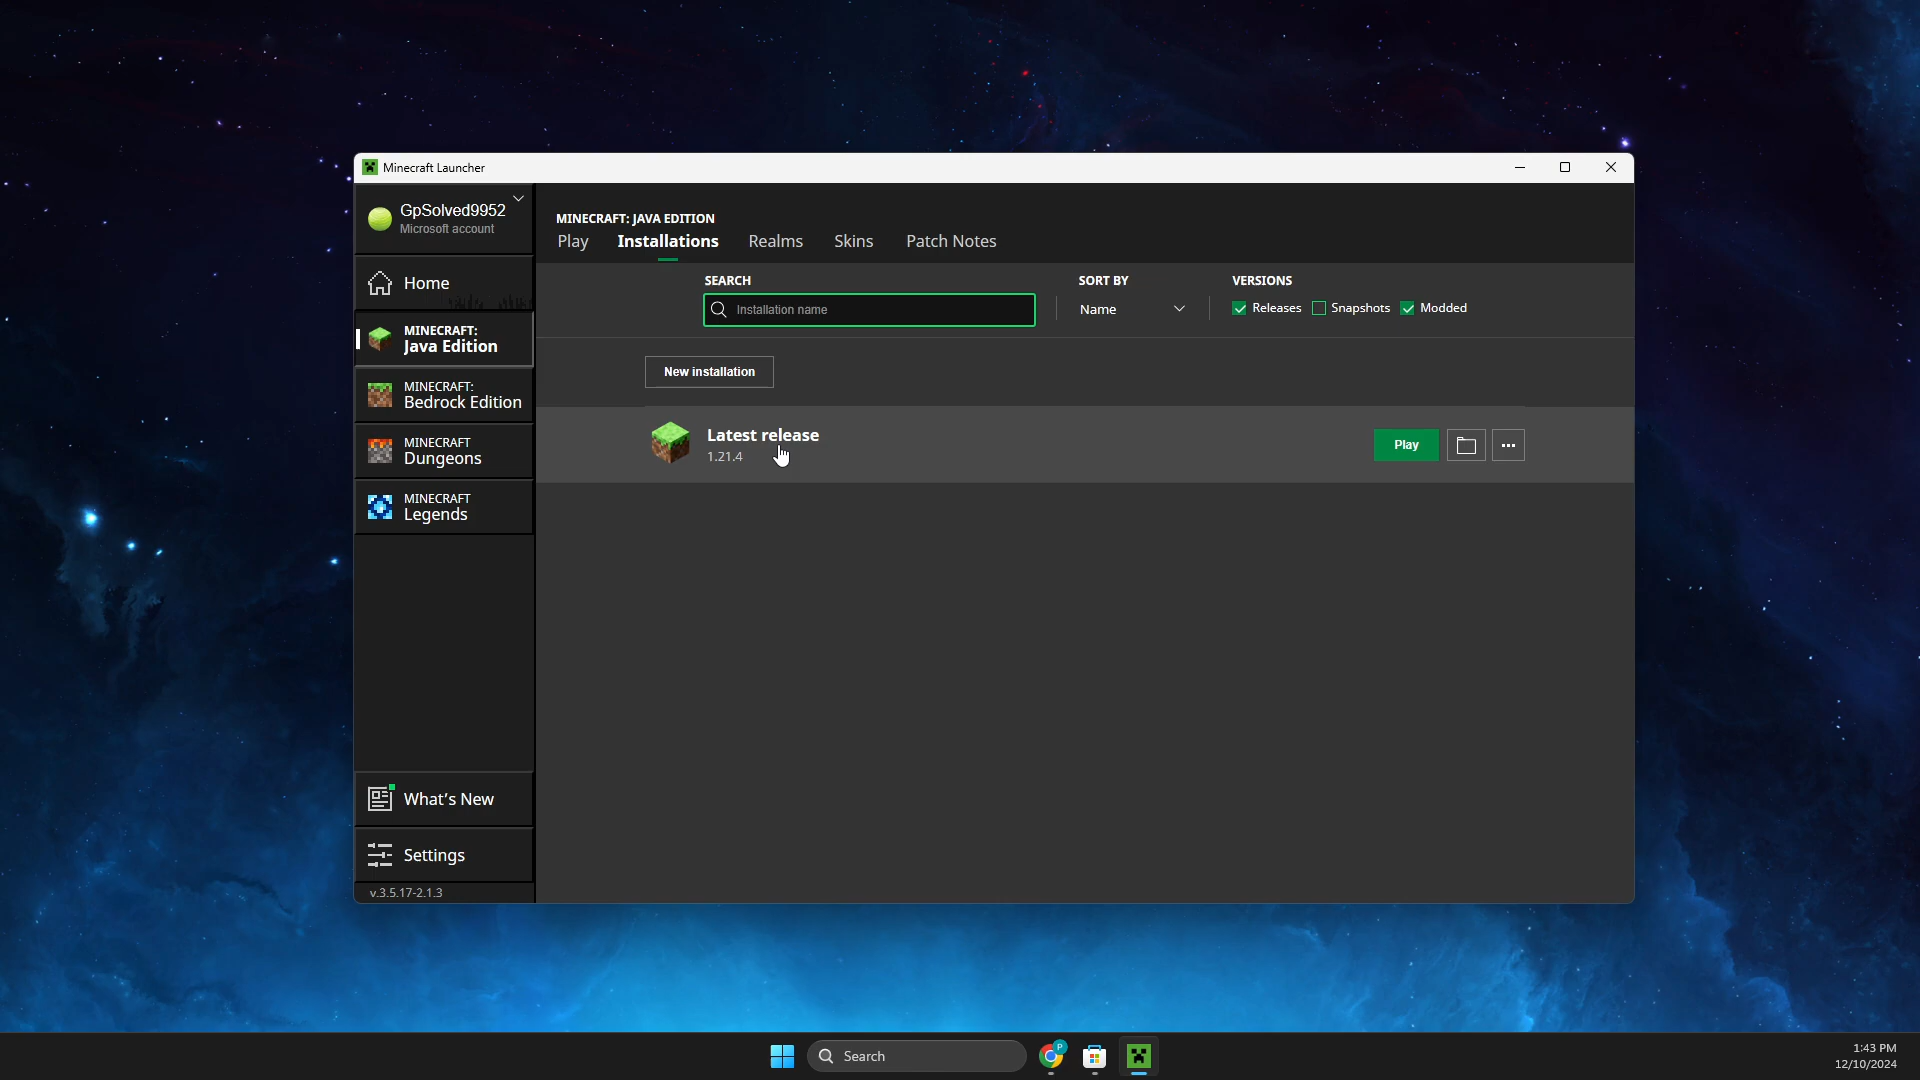 Minecraft Launcher
GpSolved9952
Microsoft account
Home
MINECRAFT:
Java Edition
MINECRAFT:
Bedrock Edition
MINECRAFT
Dungeons
MINECRAFT
Legends
What's New
Settings
v.3.5.17-2.1.3
MINECRAFT: JAVA EDITION
Play Installations Realms Skins Patch Notes
SEARCH SORT BY VERSIONS
Installation name Name Releases Snapshots Modded
New installation
Latest release
1.21.4
Play
Search
P
1:43 PM
12/10/2024